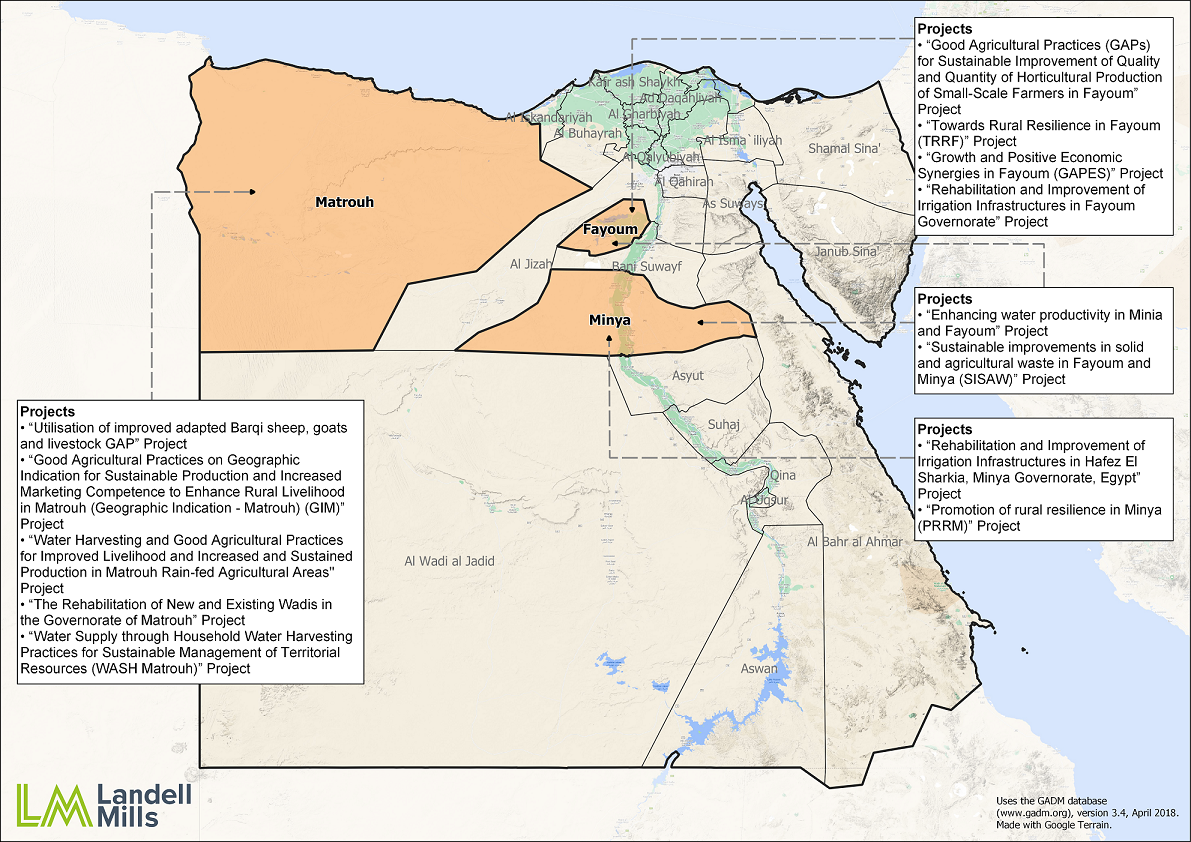 Projects
• “Good Agricultural Practices (GAPs)
for Sustainable Improvement of Quality
and Quantity of Horticultural Production
of Small-Scale Farmers in Fayoum”
Project
• “Towards Rural Resilience in Fayoum
(TRRF)” Project
• “Growth and Positive Economic
Synergies in Fayoum (GAPES)” Project
• “Rehabilitation and Improvement of
Irrigation Infrastructures in Fayoum
Governorate” Project
Kafr ash Shaykh
Ad Daqahliyah
Al Iskandariyah
Al Gharbiyah
Al Buhayrah
Al Isma`iliyah
Shamal Sina'
Al Qalyubiyah
Al Qahirah
As Suways
Matrouh
Fayoum
Janub Sina'
Al Jizah
Bani Suwayf
Minya
Projects
• “Enhancing water productivity in Minia
and Fayoum” Project
• “Sustainable improvements in solid
and agricultural waste in Fayoum and
Minya (SISAW)” Project
Asyut
Suhaj
Qina
Al Uqsur
Al Wadi al Jadid
Al Bahr al Ahmar
Aswan
Projects
• “Rehabilitation and Improvement of
Irrigation Infrastructures in Hafez El
Sharkia, Minya Governorate, Egypt”
Project
• “Promotion of rural resilience in Minya
(PRRM)” Project
Projects
• “Utilisation of improved adapted Barqi sheep, goats
and livestock GAP” Project
• “Good Agricultural Practices on Geographic
Indication for Sustainable Production and Increased
Marketing Competence to Enhance Rural Livelihood
in Matrouh (Geographic Indication - Matrouh) (GIM)”
Project
• “Water Harvesting and Good Agricultural Practices
for Improved Livelihood and Increased and Sustained
Production in Matrouh Rain-fed Agricultural Areas"
Project
• “The Rehabilitation of New and Existing Wadis in
the Governorate of Matrouh” Project
• “Water Supply through Household Water Harvesting
Practices for Sustainable Management of Territorial
Resources (WASH Matrouh)” Project
LM Landell
Mills
Uses the GADM database
(www.gadm.org), version 3.4, April 2018.
Made with Google Terrain.